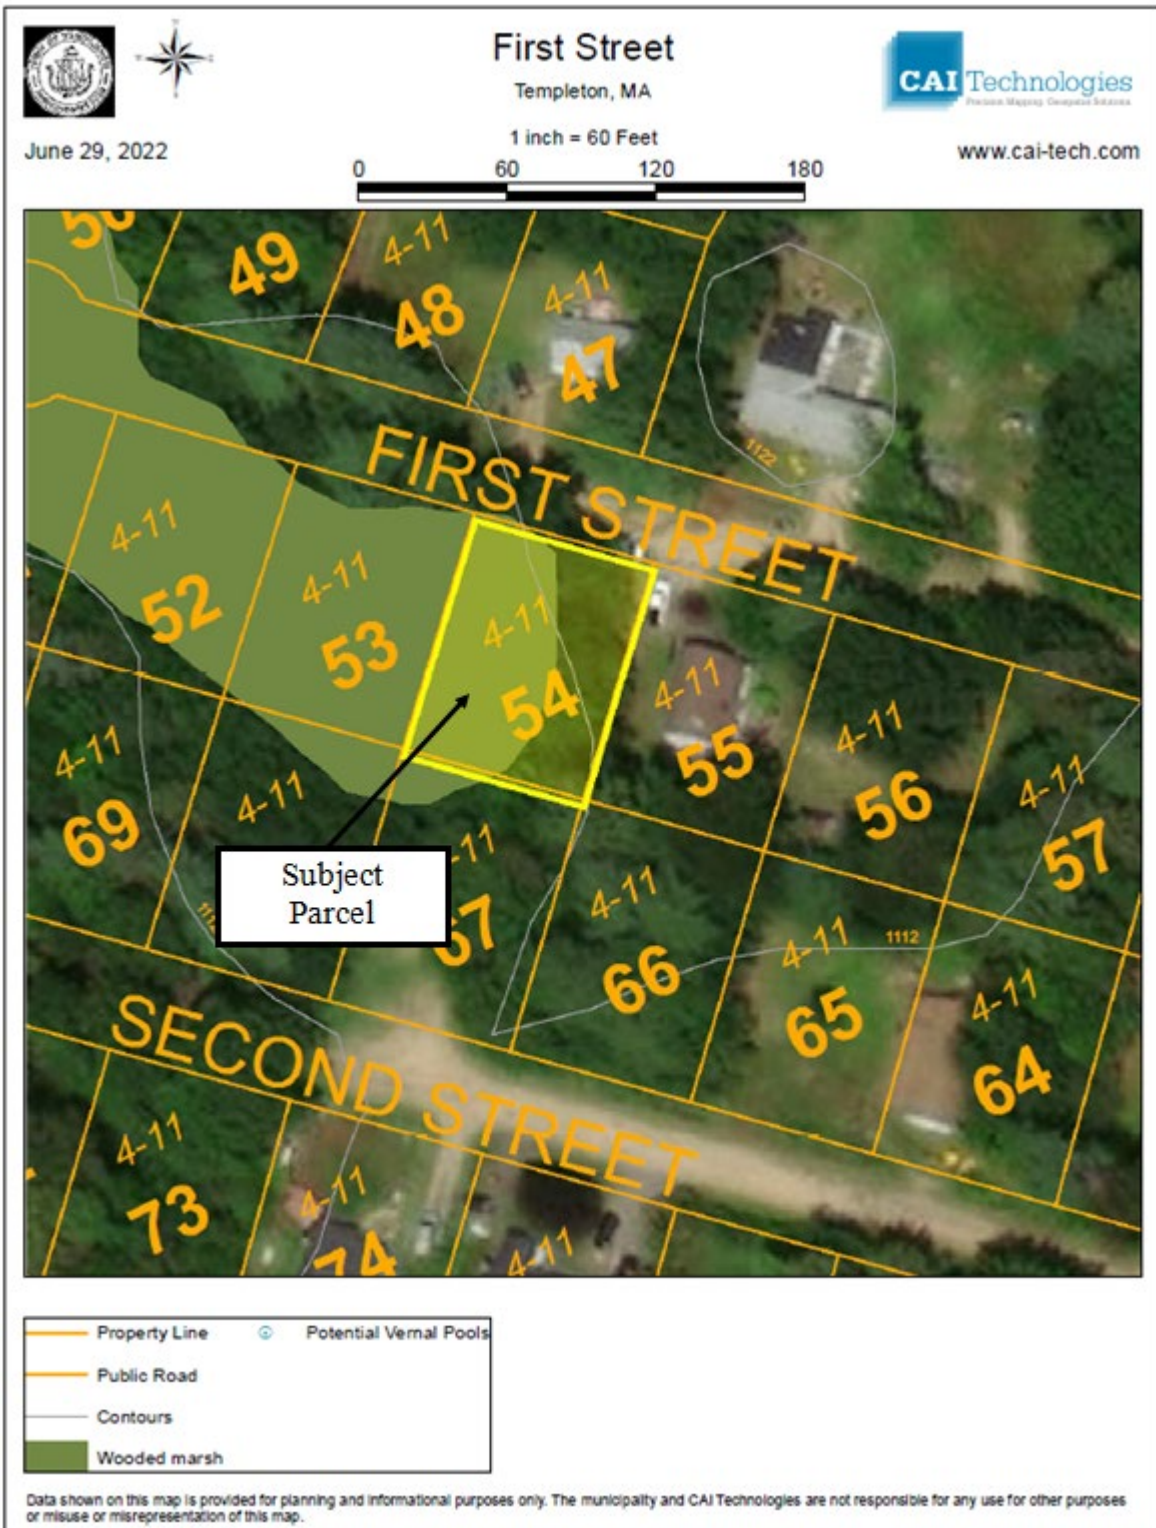 First Street
Templeton, MA
CAI Technologies
June 29, 2022
1 inch = 60 Feet
www.cai-tech.com
0 60 120 180
50
49
4-11
48
4-11
47
1122
FIRST STREET
4-11
52
4-11
53
4-11
54
4-11
55
4-11
56
4-11
57
4-11
69
4-11
Subject
Parcel
67
4-11
66
4-11
65
1112
4-11
64
SECOND STREET
4-11
73
4-11
74
4-11
Property Line
Potential Vernal Pools
Public Road
Contours
Wooded marsh
Data shown on this map is provided for planning and informational purposes only. The municipality and CAI Technologies are not responsible for any use for other purposes
or misuse or misrepresentation of this map.